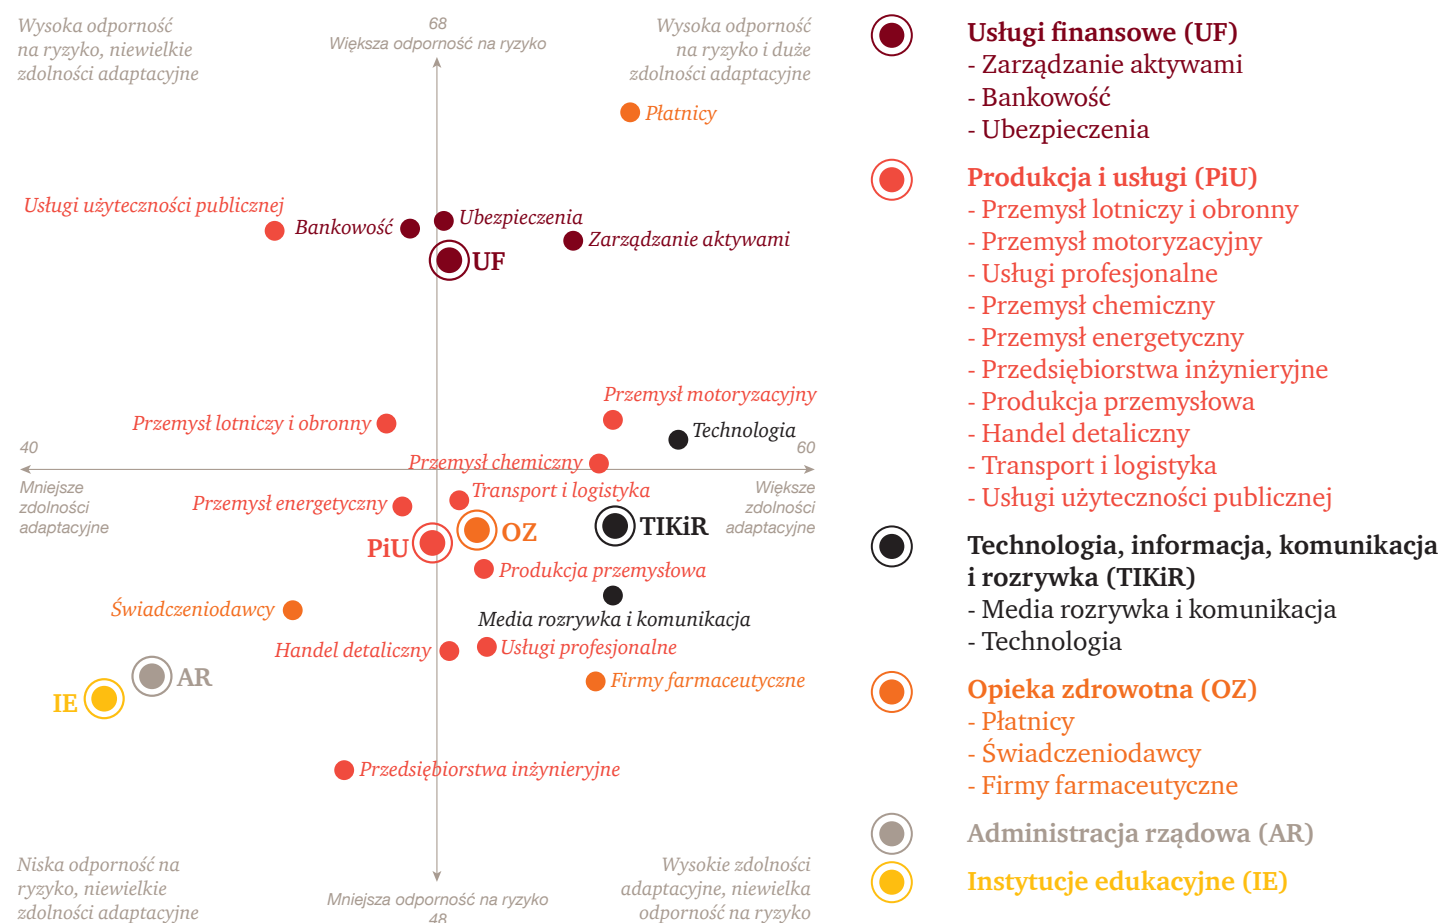 Wysoka odporność
na ryzyko, niewielkie
zdolności adaptacyjne
68
Większa odporność na ryzyko
Wysoka odporność
na ryzyko i duże
zdolności adaptacyjne
Płatnicy
Usługi użyteczności publicznej
Bankowość
Ubezpieczenia
Zarządzanie aktywami
UF
Przemysł motoryzacyjny
Przemysł lotniczy i obronny
Technologia
40
60
Przemysł chemiczny
Mniejsze
zdolności
adaptacyjne
Większe
zdolności
adaptacyjne
Przemysł energetyczny
Transport i logistyka
PiU
OZ
TIKiR
Produkcja przemysłowa
Świadczeniodawcy
Media rozrywka i komunikacja
Handel detaliczny
Usługi profesjonalne
AR
IE
Firmy farmaceutyczne
Przedsiębiorstwa inżynieryjne
Niska odporność na
ryzyko, niewielkie
zdolności adaptacyjne
Mniejsza odporność na ryzyko
48
Wysokie zdolności
adaptacyjne, niewielka
odporność na ryzyko
Usługi finansowe (UF)
- Zarządzanie aktywami
- Bankowość
- Ubezpieczenia
Produkcja i usługi (PiU)
- Przemysł lotniczy i obronny
- Przemysł motoryzacyjny
- Usługi profesjonalne
- Przemysł chemiczny
- Przemysł energetyczny
- Przedsiębiorstwa inżynieryjne
- Produkcja przemysłowa
- Handel detaliczny
- Transport i logistyka
- Usługi użyteczności publicznej
Technologia, informacja, komunikacja
i rozrywka (TIKiR)
- Media rozrywka i komunikacja
- Technologia
Opieka zdrowotna (OZ)
- Płatnicy
- Świadczeniodawcy
- Firmy farmaceutyczne
Administracja rządowa (AR)
Instytucje edukacyjne (IE)